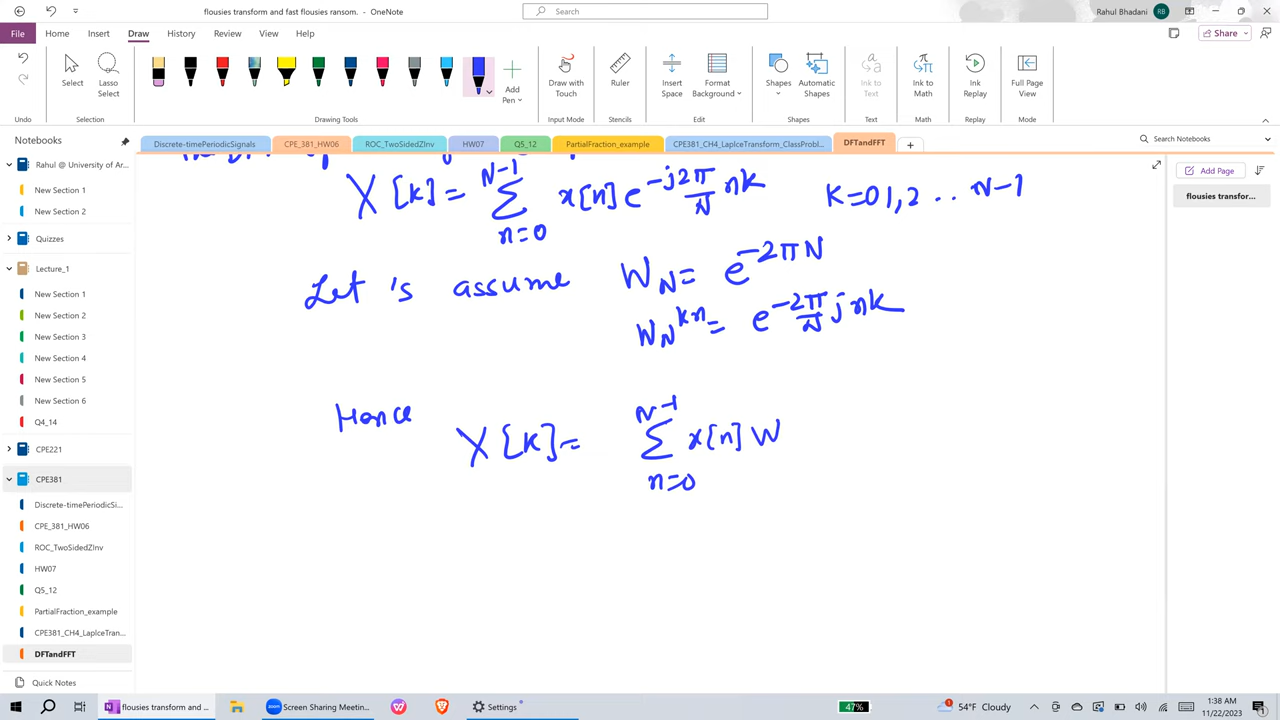 flousies transform and fast flousies ransom. - OneNote
Search
Rahul Bhadani
RB
File
Home
Insert
Draw
History
Review
View
Help
Share
Undo
Select
Lasso Select
Add Pen
Draw with Touch
Ruler
Insert Space
Format Background
Shapes
Automatic Shapes
Ink to Text
Ink to Math
Ink Replay
Full Page View
Undo
Selection
Drawing Tools
Input Mode
Stencils
Edit
Shapes
Text
Math
Replay
View
Notebooks
Discrete-timePeriodicSignals
CPE_381_HW06
ROC_TwoSidedZInv
HW07
Q5_12
PartialFraction_example
CPE381_CH4_LaplceTransform_ClassProbl...
DFTandFFT
Search Notebooks
Rahul @ University of Ar...
New Section 1
New Section 2
Quizzes
Lecture_1
New Section 1
New Section 2
New Section 3
New Section 4
New Section 5
New Section 6
Q4_14
CPE221
CPE381
Discrete-timePeriodicSi...
CPE_381_HW06
ROC_TwoSidedZInv
HW07
Q5_12
PartialFraction_example
CPE381_CH4_LaplceTran...
DFTandFFT
Quick Notes
X[k]= Σ_{n=0}^{N-1} x[n] e^{-j2π/N nk} K=0 1,2 .. N-1
Let's assume W_N = e^{-2πN}
W_N^{kn} = e^{-2π/N jnk}
Hence X[k]= Σ_{n=0}^{N-1} x[n] W
Add Page
flousies transfor...
flousies transform and ...
Screen Sharing Meetin...
Settings
47%
54°F Cloudy
1:38 AM
11/22/2023